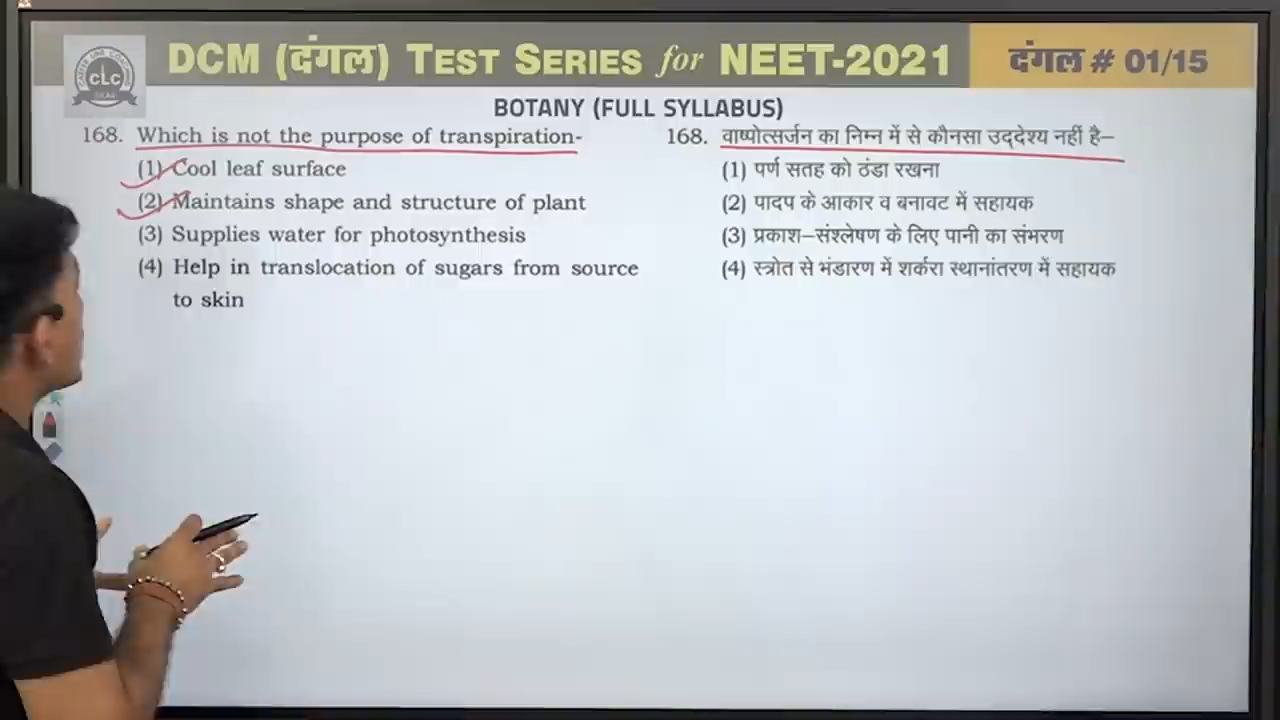 DCM (दंगल) TEST SERIES for NEET-2021
दंगल # 01/15
CLC
BOTANY (FULL SYLLABUS)
168. Which is not the purpose of transpiration-
(1) Cool leaf surface
(2) Maintains shape and structure of plant
(3) Supplies water for photosynthesis
(4) Help in translocation of sugars from source
to skin
168. वाष्पोत्सर्जन का निम्न में से कौनसा उद्देश्य नहीं है–
(1) पर्ण सतह को ठंडा रखना
(2) पादप के आकार व बनावट में सहायक
(3) प्रकाश–संश्लेषण के लिए पानी का संभरण
(4) स्त्रोत से भंडारण में शर्करा स्थानांतरण में सहायक